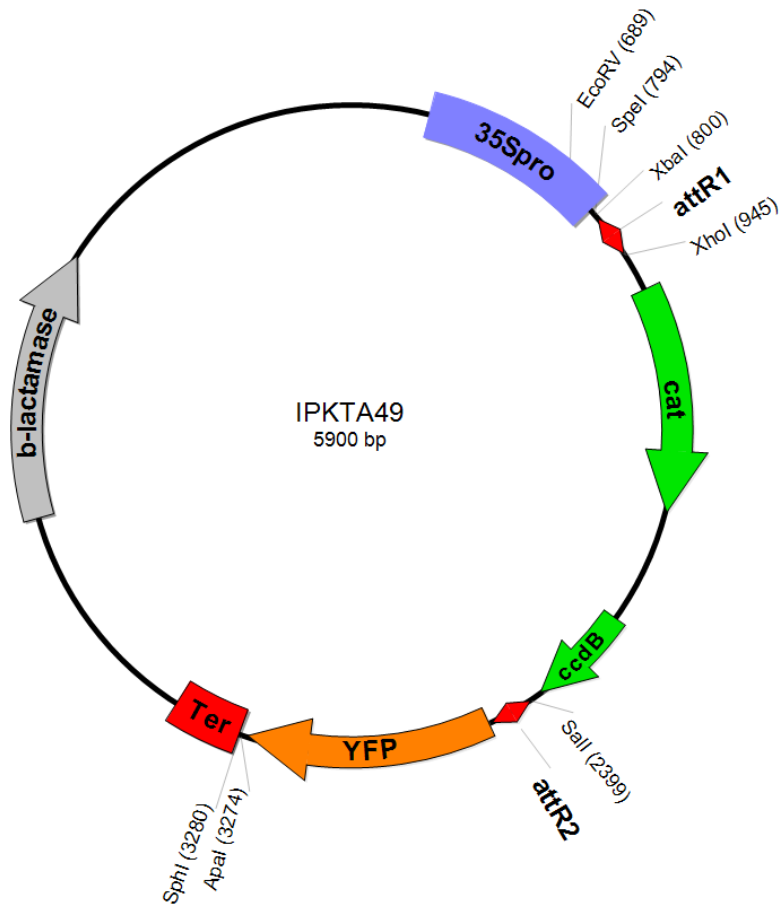 35Spro
EcoRV (689)
SpeI (794)
XbaI (800)
attR1
XhoI (945)
cat
ccdB
SalI (2399)
attR2
YFP
ApaI (3274)
SphI (3280)
Ter
b-lactamase
IPKTA49
5900 bp